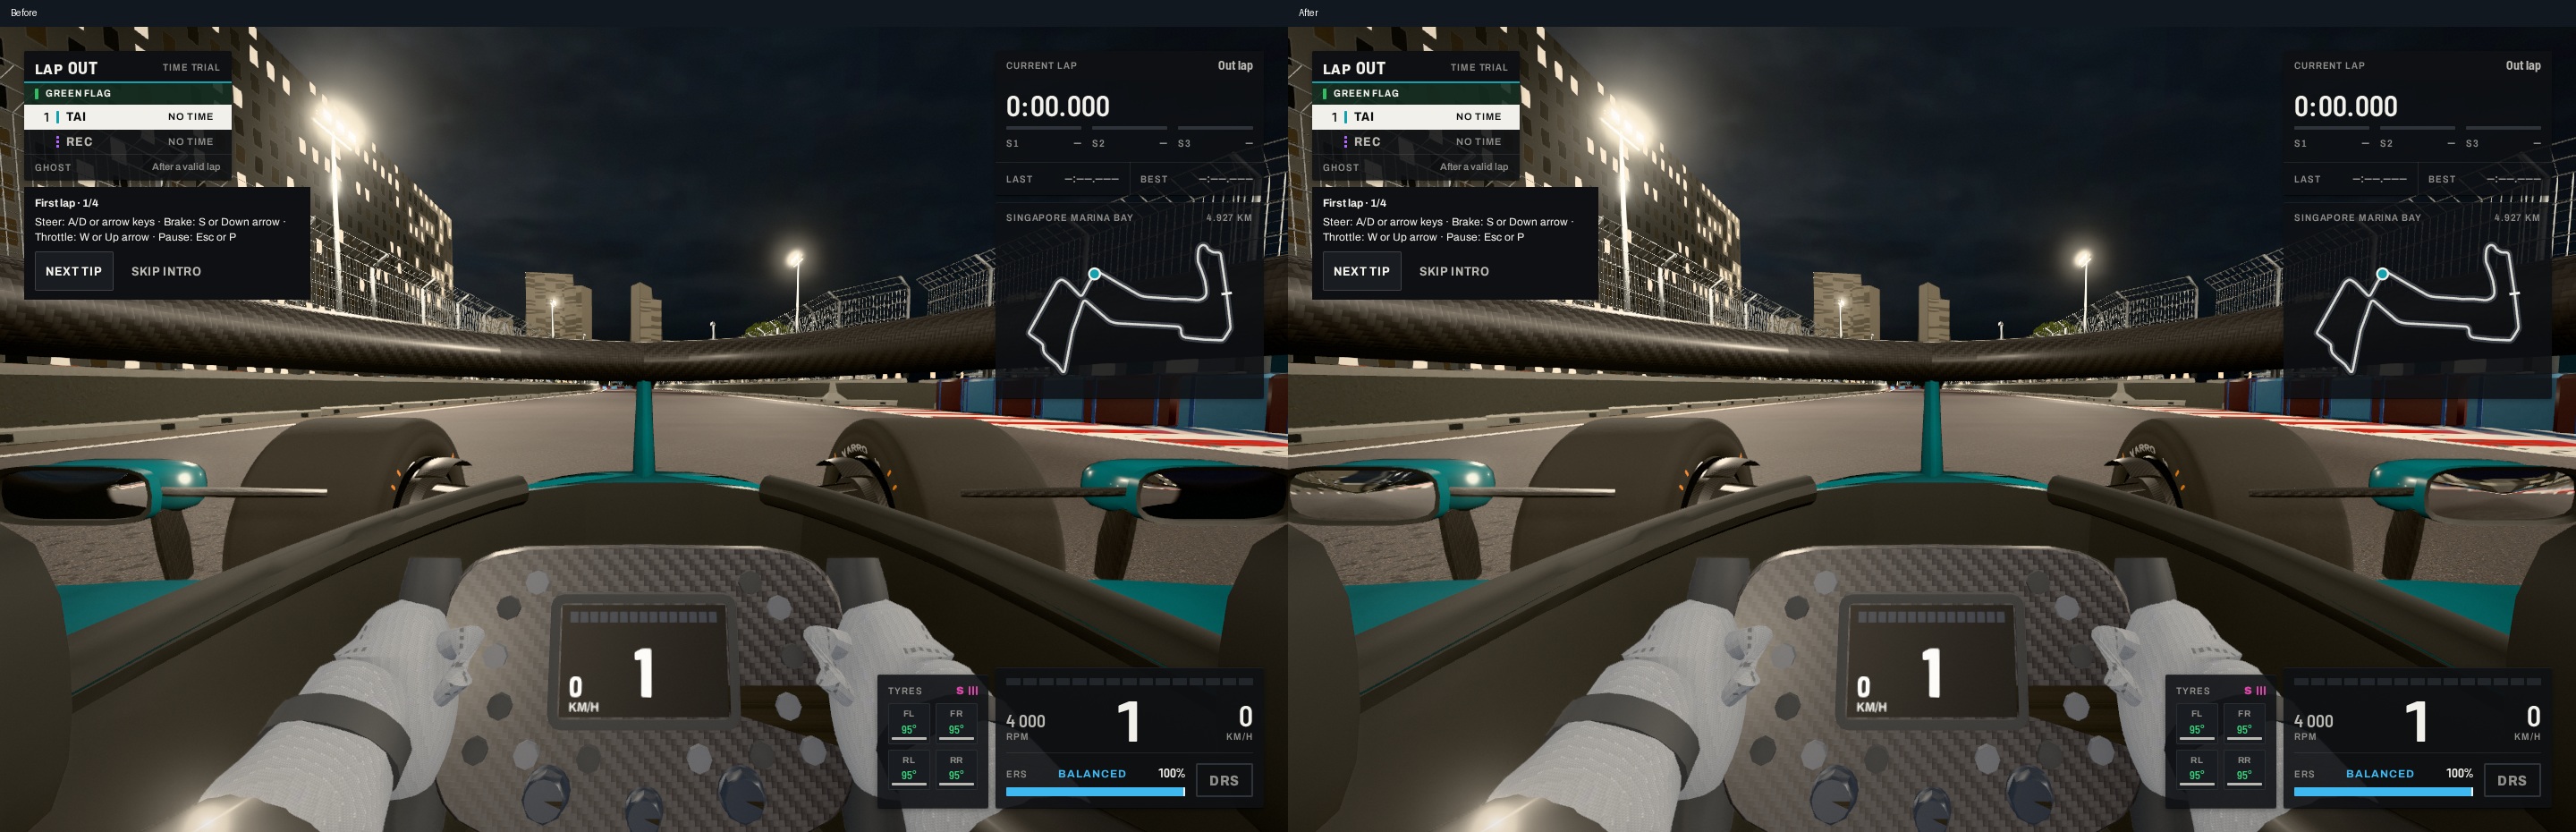 Before
LAP OUT TIME TRIAL
GREEN FLAG
1 TAI NO TIME
REC NO TIME
GHOST After a valid lap
First lap · 1/4
Steer: A/D or arrow keys · Brake: S or Down arrow ·
Throttle: W or Up arrow · Pause: Esc or P
NEXT TIP SKIP INTRO
CURRENT LAP Out lap
0:00.000
S1 — S2 — S3 —
LAST —:——.——— BEST —:——.———
SINGAPORE MARINA BAY 4.927 KM
VARRO
1
0
KM/H
TYRES S
FL FR
95° 95°
RL RR
95° 95°
4 000 1 0
RPM KM/H
ERS BALANCED 100% DRS
After
LAP OUT TIME TRIAL
GREEN FLAG
1 TAI NO TIME
REC NO TIME
GHOST After a valid lap
First lap · 1/4
Steer: A/D or arrow keys · Brake: S or Down arrow ·
Throttle: W or Up arrow · Pause: Esc or P
NEXT TIP SKIP INTRO
CURRENT LAP Out lap
0:00.000
S1 — S2 — S3 —
LAST —:——.——— BEST —:——.———
SINGAPORE MARINA BAY 4.927 KM
VARRO
1
0
KM/H
TYRES S
FL FR
95° 95°
RL RR
95° 95°
4 000 1 0
RPM KM/H
ERS BALANCED 100% DRS